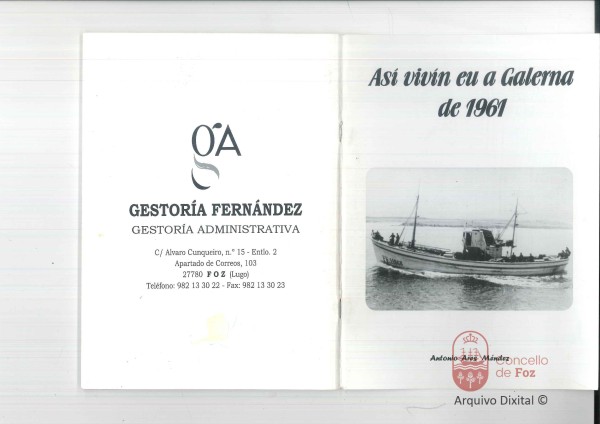 gA
GESTORÍA FERNÁNDEZ
GESTORÍA ADMINISTRATIVA
C/ Alvaro Cunqueiro, n.º 15 - Entlo. 2
Apartado de Correos, 103
27780 FOZ (Lugo)
Teléfono: 982 13 30 22 - Fax: 982 13 30 23
Así vivín eu a Galerna
de 1961
Antonio Ares Méndez
Concello
de Foz
Arquivo Dixital ©